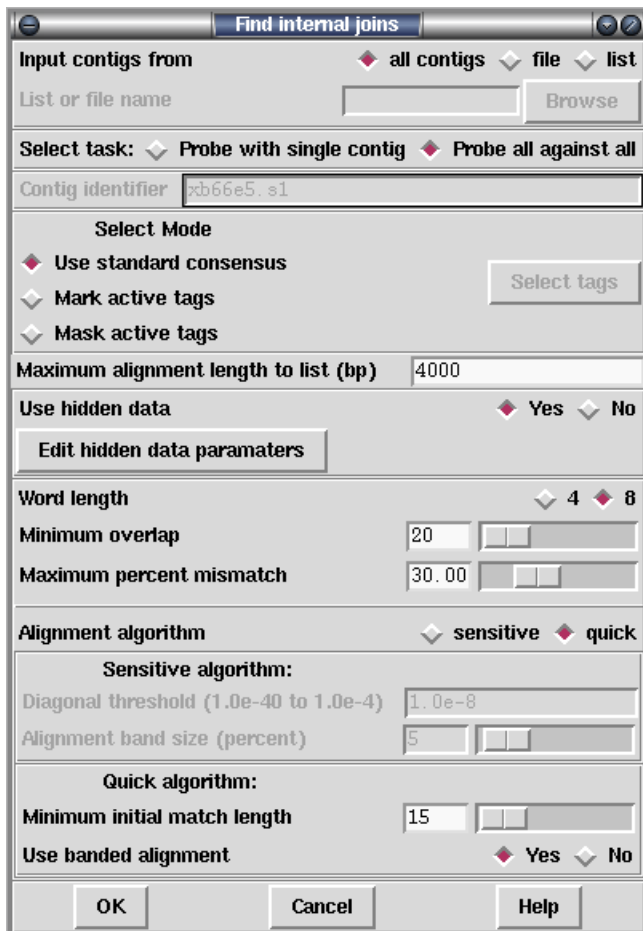 Find internal joins
Input contigs from all contigs file list
List or file name Browse
Select task: Probe with single contig Probe all against all
Contig identifier xb66e5.s1
Select Mode
Use standard consensus
Select tags
Mark active tags
Mask active tags
Maximum alignment length to list (bp) 4000
Use hidden data Yes No
Edit hidden data paramaters
Word length 4 8
Minimum overlap 20
Maximum percent mismatch 30.00
Alignment algorithm sensitive quick
Sensitive algorithm:
Diagonal threshold (1.0e-40 to 1.0e-4) 1.0e-8
Alignment band size (percent) 5
Quick algorithm:
Minimum initial match length 15
Use banded alignment Yes No
OK Cancel Help